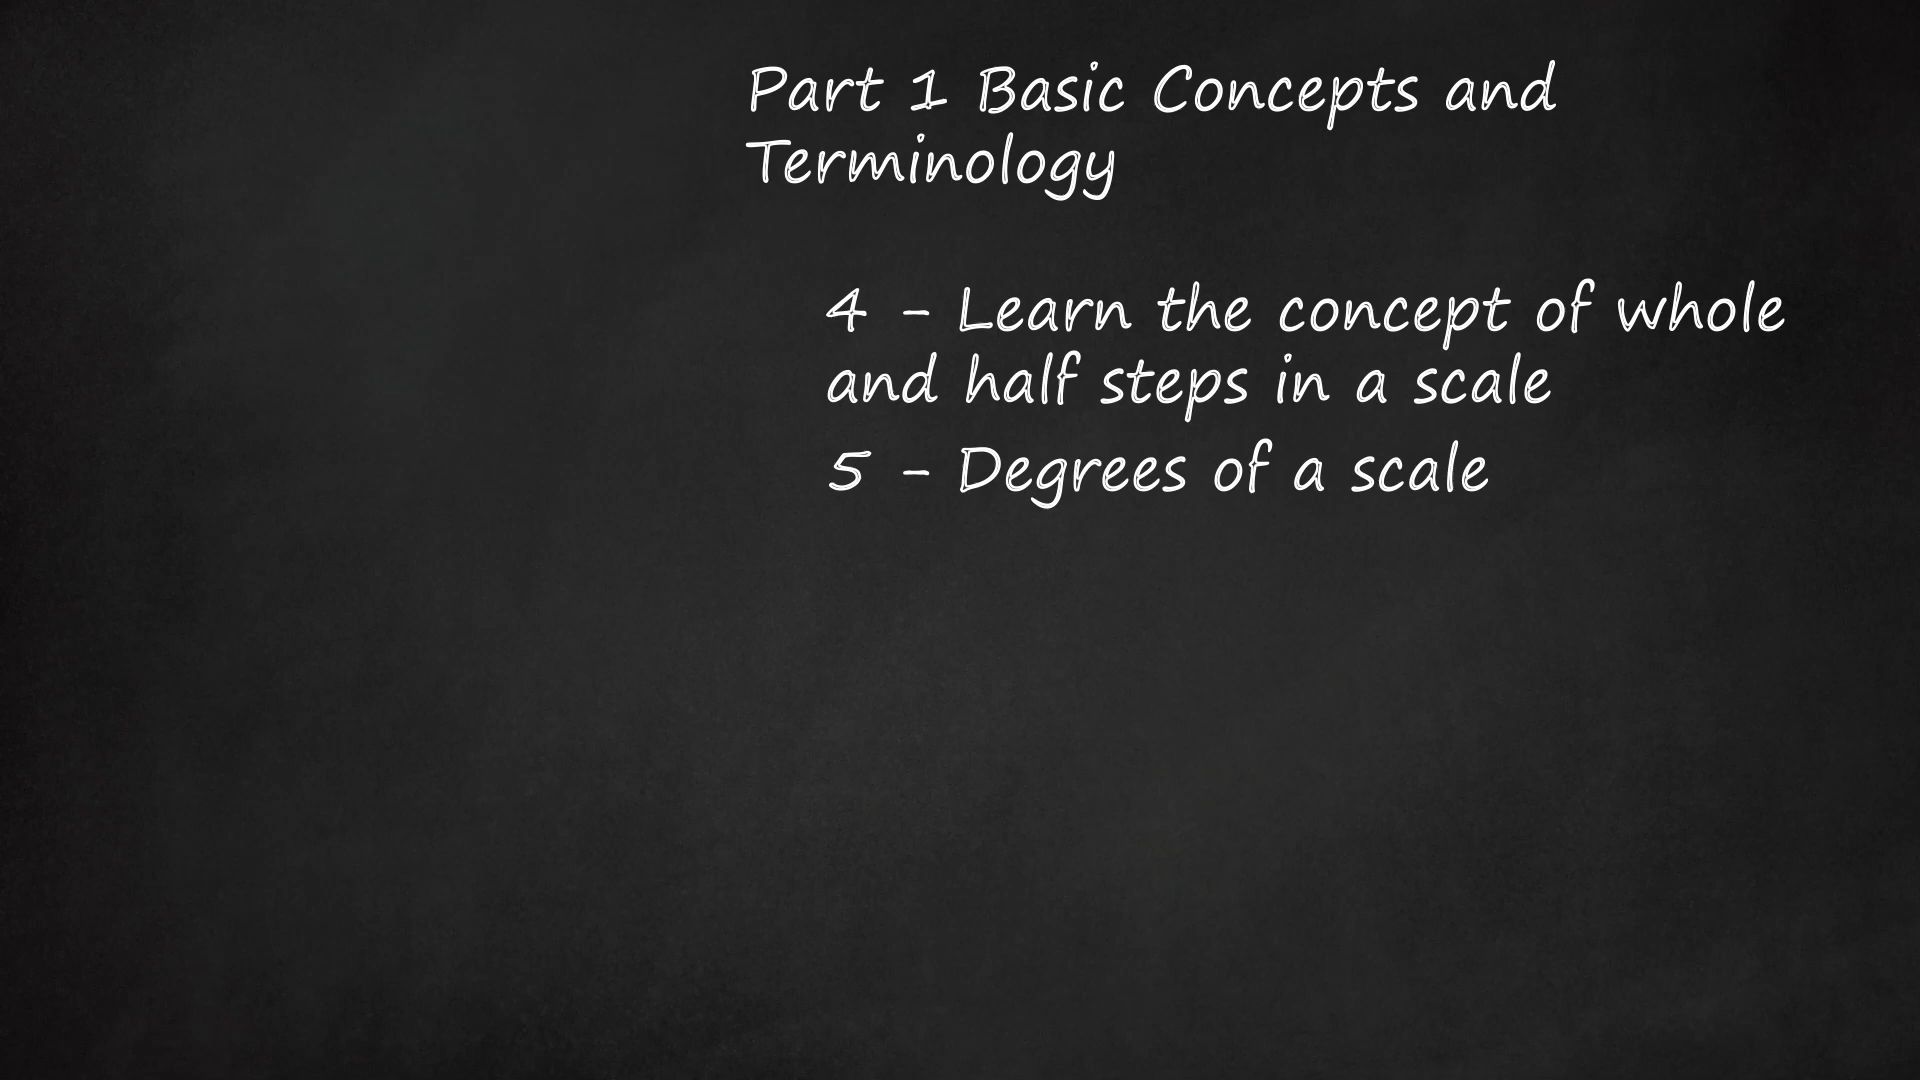 Part 1 Basic Concepts and
Terminology
4 - Learn the concept of whole
and half steps in a scale
5 - Degrees of a scale